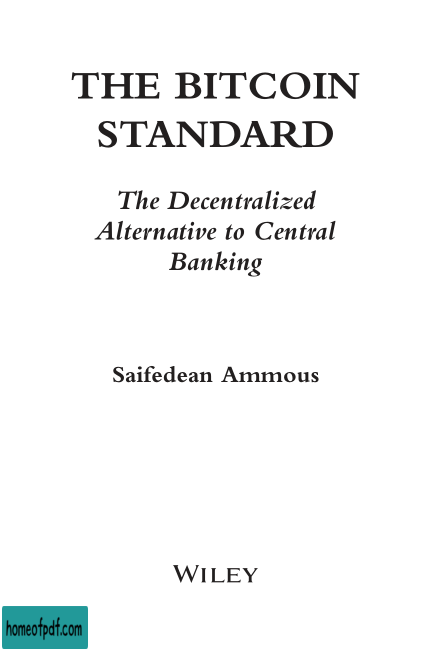 THE BITCOIN
STANDARD
The Decentralized
Alternative to Central
Banking
Saifedean Ammous
WILEY
homeofpdf.com